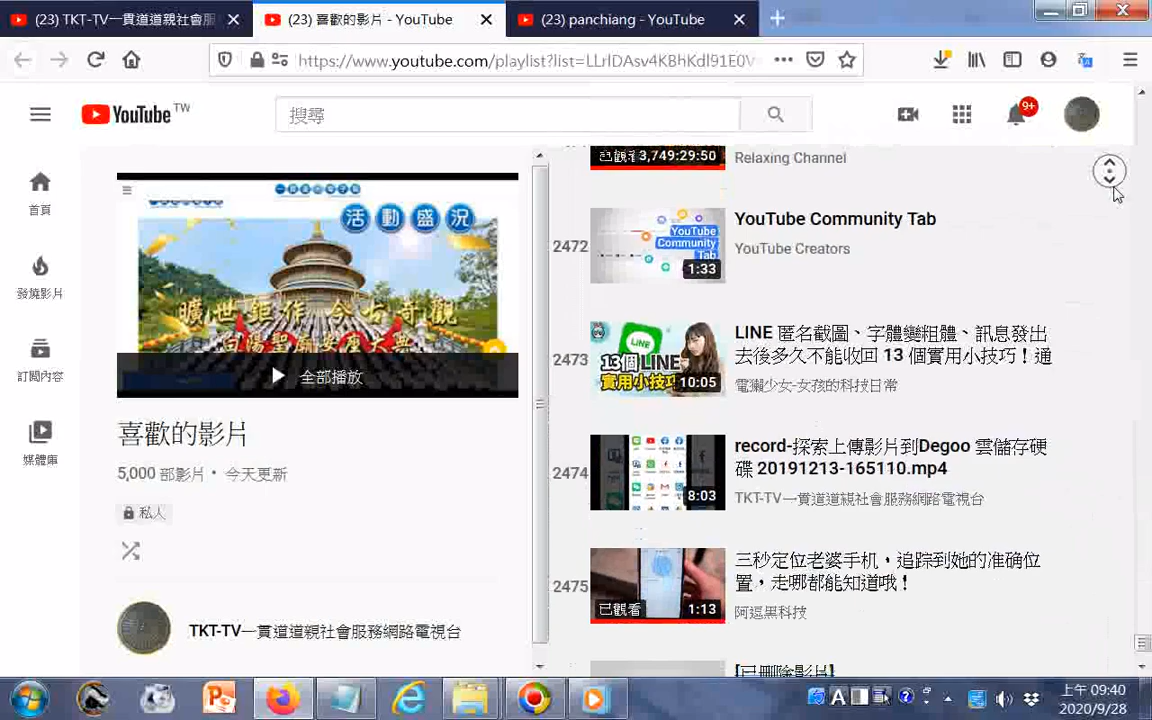 (23) TKT-TV一貫道道親社會服
(23) 喜歡的影片 - YouTube
(23) panchiang - YouTube
https://www.youtube.com/playlist?list=LLrlDAsv4KBhKdl91E0V
YouTube TW
搜尋
9+
首頁
發燒影片
訂閱內容
媒體櫃
活動盛況
曠世鉅作 今古奇觀
全部播放
喜歡的影片
5,000 部影片 • 今天更新
私人
TKT-TV一貫道道親社會服務網路電視台
3,749:29:50
Relaxing Channel
2472
YouTube
Community
Tab
1:33
YouTube Community Tab
YouTube Creators
2473
LINE
13個LINE
實用小技巧
10:05
LINE 匿名截圖、字體變粗體、訊息發出
去後多久不能收回 13 個實用小技巧！通
電獺少女-女孩的科技日常
2474
8:03
record-探索上傳影片到Degoo 雲儲存硬
碟 20191213-165110.mp4
TKT-TV一貫道道親社會服務網路電視台
2475
已觀看
1:13
三秒定位老婆手机，追踪到她的准确位
置，走哪都能知道哦！
阿逗黑科技
[已刪除影片]
上午 09:40
2020/9/28